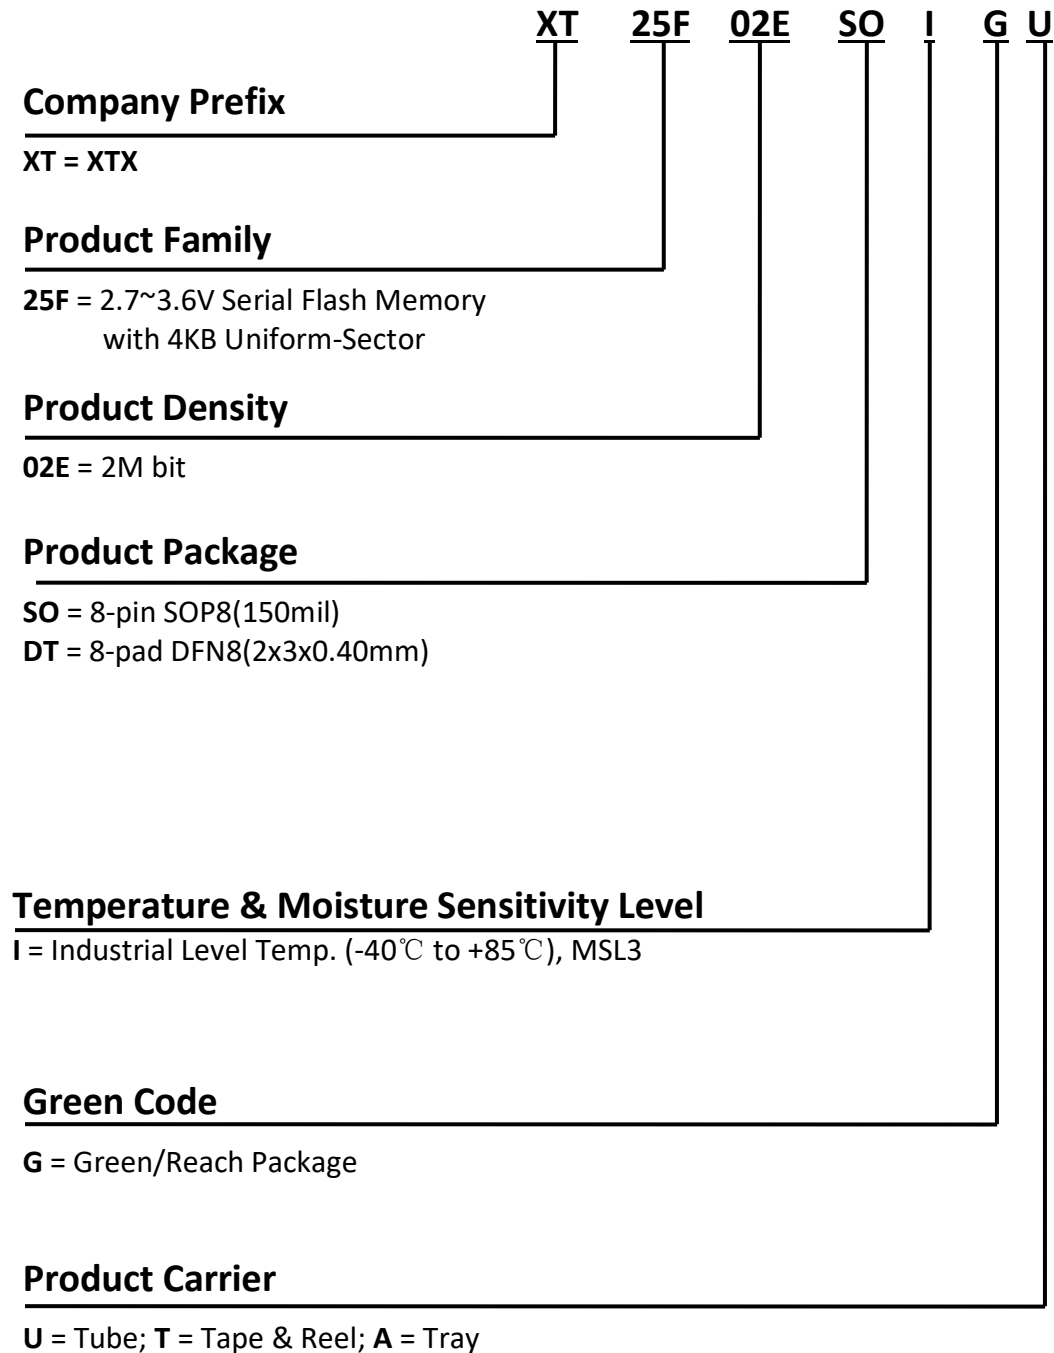 XT 25F 02E SO I G U
Company Prefix
XT = XTX
Product Family
25F = 2.7~3.6V Serial Flash Memory
with 4KB Uniform-Sector
Product Density
02E = 2M bit
Product Package
SO = 8-pin SOP8(150mil)
DT = 8-pad DFN8(2x3x0.40mm)
Temperature & Moisture Sensitivity Level
I = Industrial Level Temp. (-40℃ to +85℃), MSL3
Green Code
G = Green/Reach Package
Product Carrier
U = Tube; T = Tape & Reel; A = Tray